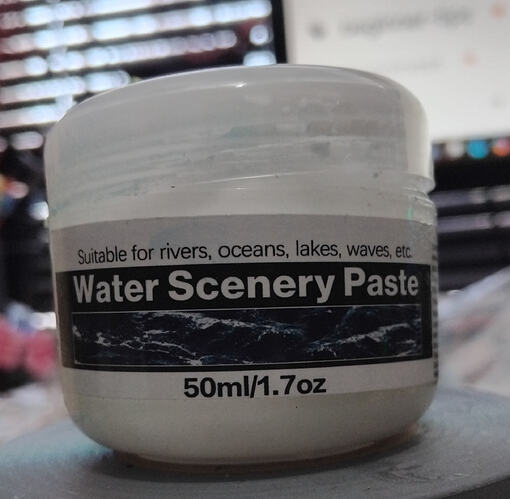 Suitable for rivers, oceans, lakes, waves, etc.
Water Scenery Paste
50ml/1.7oz